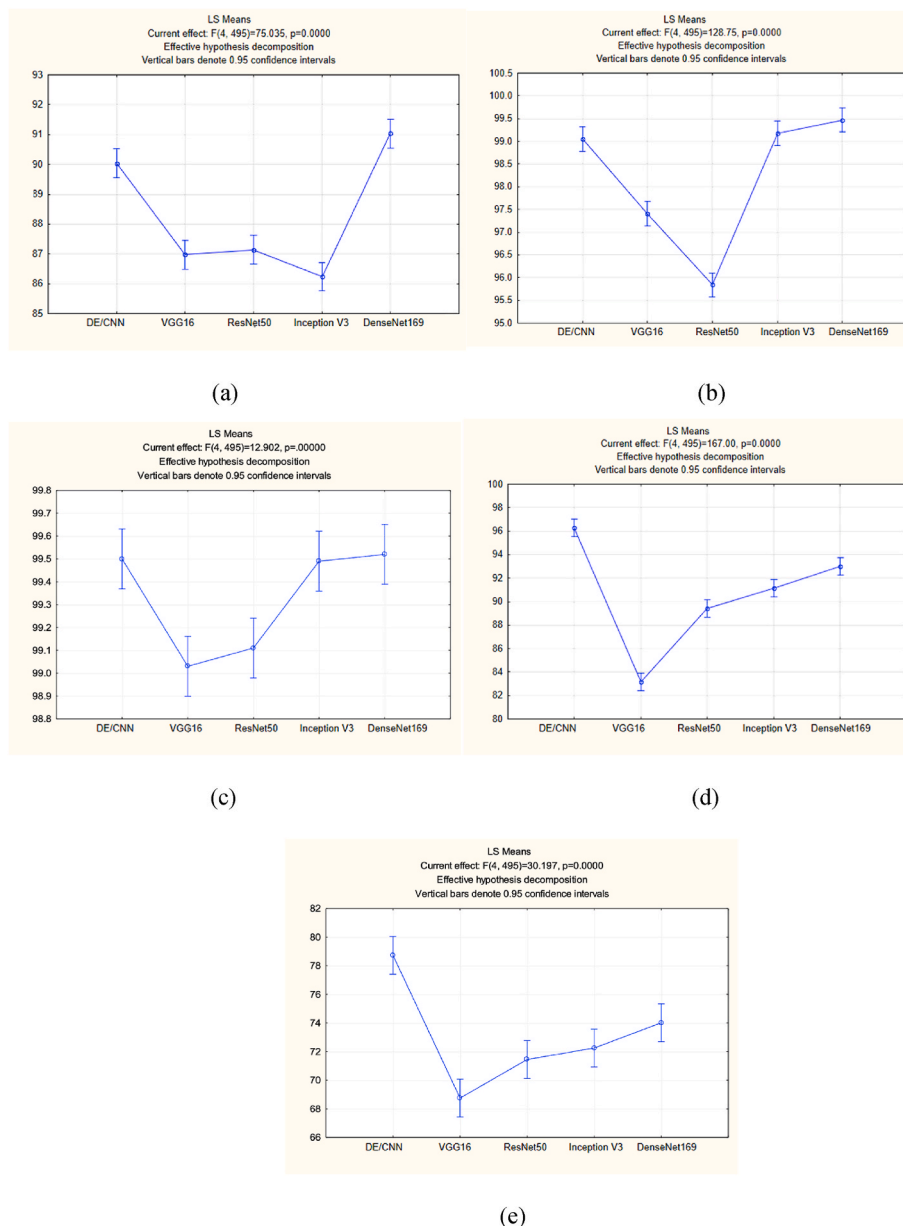 LS Means
Current effect: F(4, 495)=75.035, p=0.0000
Effective hypothesis decomposition
Vertical bars denote 0.95 confidence intervals
93
92
91
90
89
88
87
86
85
DE/CNN VGG16 ResNet50 Inception V3 DenseNet169
(a)
LS Means
Current effect: F(4, 495)=128.75, p=0.0000
Effective hypothesis decomposition
Vertical bars denote 0.95 confidence intervals
100.5
100.0
99.5
99.0
98.5
98.0
97.5
97.0
96.5
96.0
95.5
95.0
DE/CNN VGG16 ResNet50 Inception V3 DenseNet169
(b)
LS Means
Current effect: F(4, 495)=12.902, p=.00000
Effective hypothesis decomposition
Vertical bars denote 0.95 confidence intervals
99.8
99.7
99.6
99.5
99.4
99.3
99.2
99.1
99.0
98.9
98.8
DE/CNN VGG16 ResNet50 Inception V3 DenseNet169
(c)
LS Means
Current effect: F(4, 495)=167.00, p=0.0000
Effective hypothesis decomposition
Vertical bars denote 0.95 confidence intervals
100
98
96
94
92
90
88
86
84
82
80
DE/CNN VGG16 ResNet50 Inception V3 DenseNet169
(d)
LS Means
Current effect: F(4, 495)=30.197, p=0.0000
Effective hypothesis decomposition
Vertical bars denote 0.95 confidence intervals
82
80
78
76
74
72
70
68
66
DE/CNN VGG16 ResNet50 Inception V3 DenseNet169
(e)